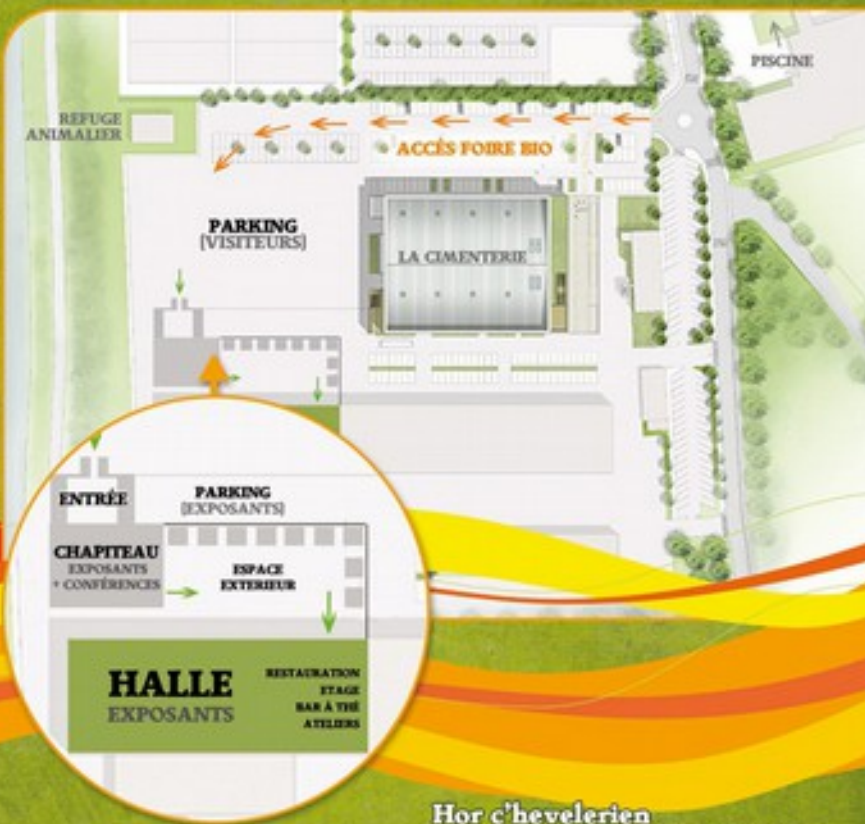 PISCINE
REFUGE
ANIMALIER
ACCÈS FOIRE BIO
PARKING
(VISITEURS)
LA CIMENTERIE
ENTRÉE
PARKING
(EXPOSANTS)
CHAPITEAU
EXPOSANTS
+ CONFÉRENCES
ESPACE
EXTERIEUR
HALLE
EXPOSANTS
RESTAURATION
ETAGE
BAR À THÉ
ATELIERS
Hor c'hevelerien